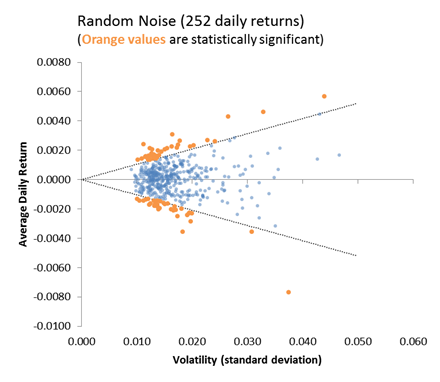 Random Noise (252 daily returns)
(Orange values are statistically significant)
0.0080
0.0060
0.0040
0.0020
0.0000
-0.0020
-0.0040
-0.0060
-0.0080
-0.0100
Average Daily Return
0.000 0.010 0.020 0.030 0.040 0.050 0.060
Volatility (standard deviation)